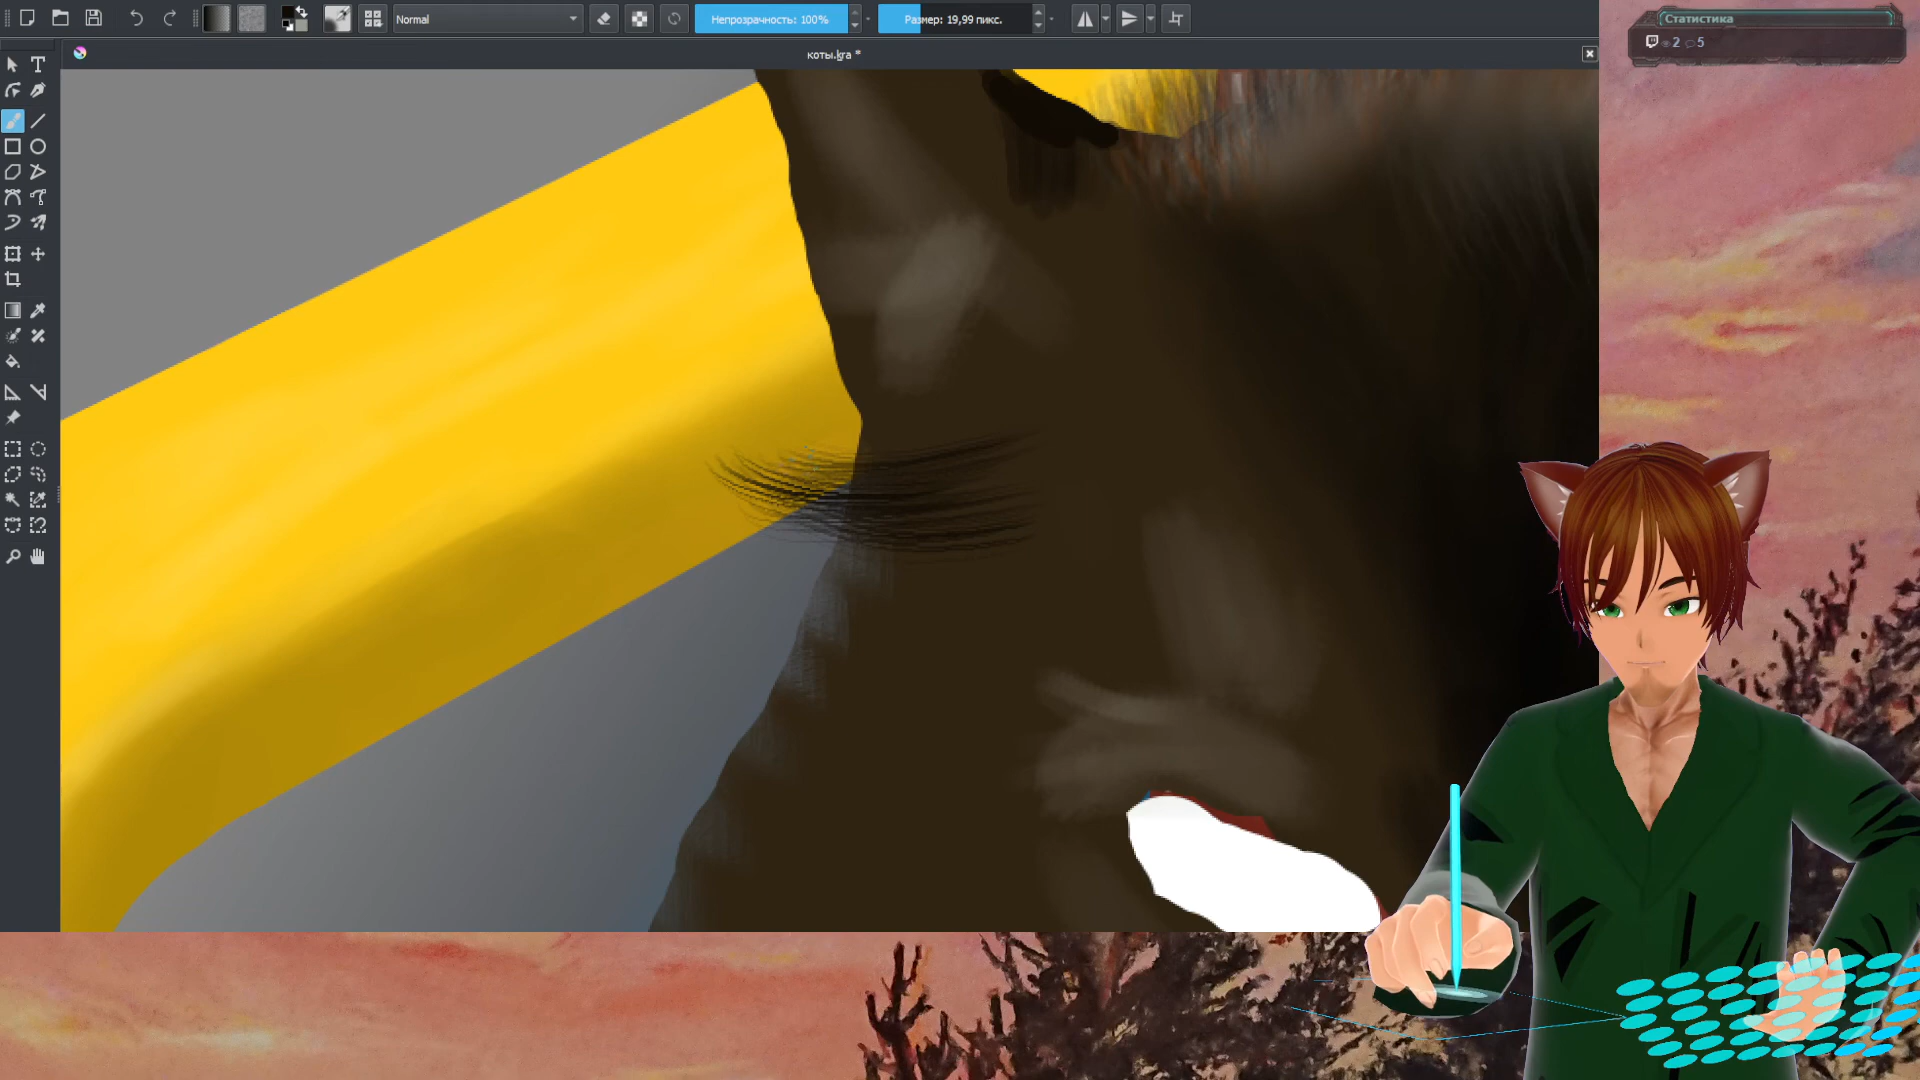 Normal
Непрозрачность: 100%
Размер: 19,99 пикс.
коты.kra *
Статистика
2 5